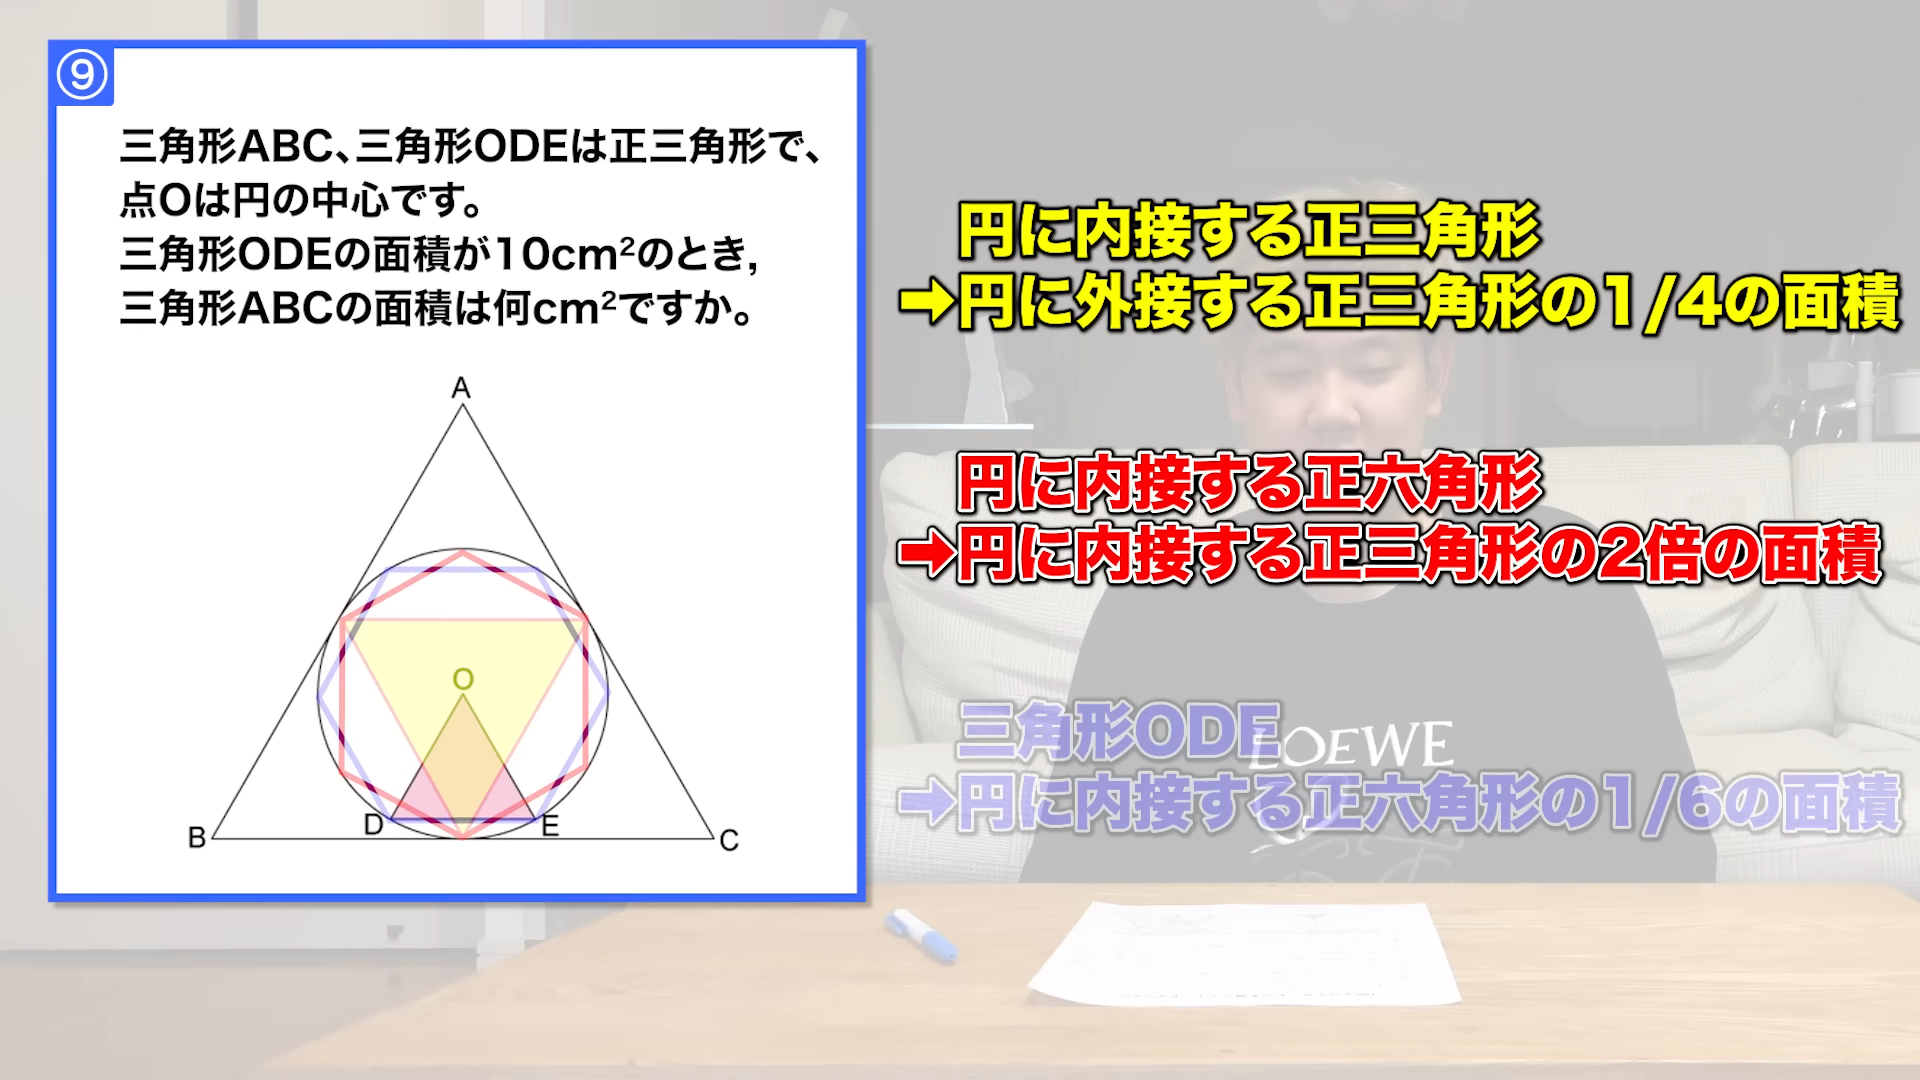 ⑨
三角形ABC、三角形ODEは正三角形で、
点Oは円の中心です。
三角形ODEの面積が10cm²のとき,
三角形ABCの面積は何cm²ですか。
A
O
B
D
E
C
円に内接する正三角形
➡円に外接する正三角形の1/4の面積
円に内接する正六角形
➡円に内接する正三角形の2倍の面積
三角形ODE
➡円に内接する正六角形の1/6の面積
LOEWE